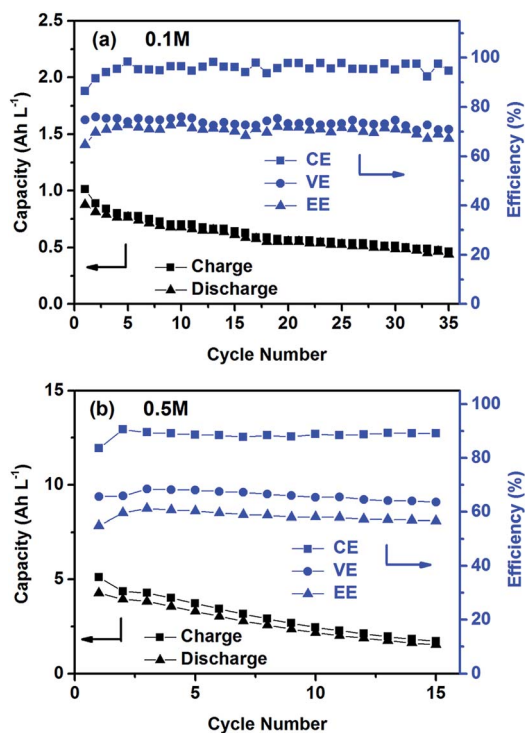 (a) 0.1M
Capacity (Ah L⁻¹)
2.5
2.0
1.5
1.0
0.5
0.0
100
80
60
40
20
0
Efficiency (%)
CE
VE
EE
Charge
Discharge
0 5 10 15 20 25 30 35
Cycle Number
(b) 0.5M
Capacity (Ah L⁻¹)
15
10
5
0
100
80
60
40
20
0
Efficiency (%)
CE
VE
EE
Charge
Discharge
0 5 10 15
Cycle Number